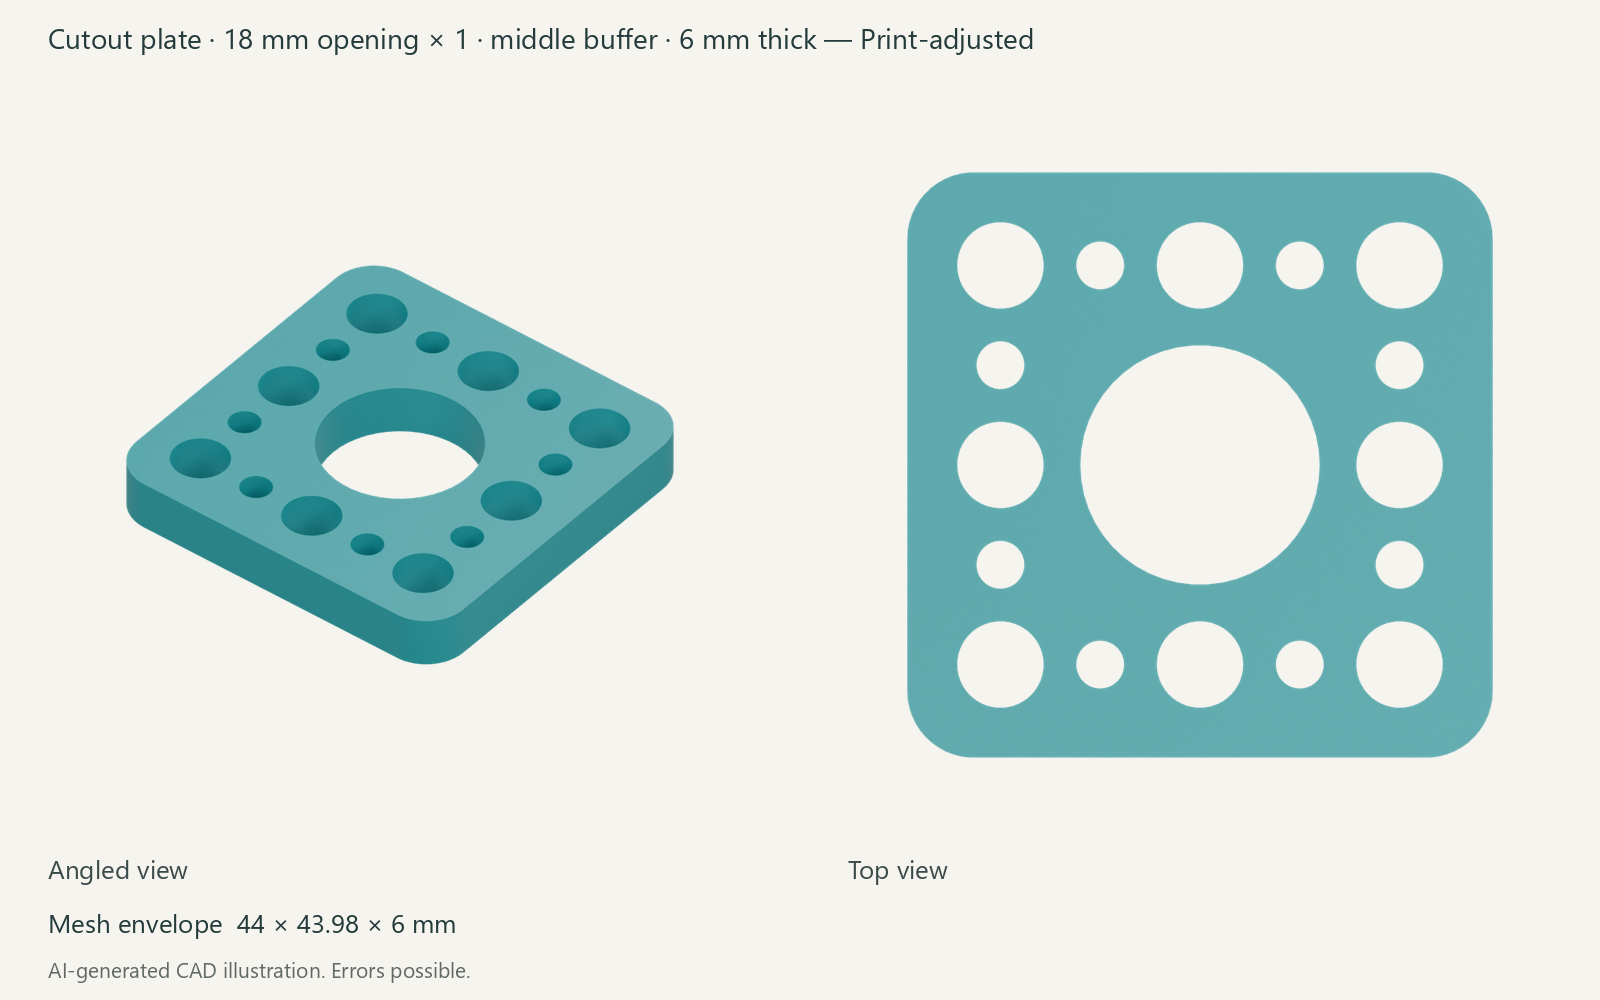 Cutout plate · 18 mm opening × 1 · middle buffer · 6 mm thick — Print-adjusted
Angled view
Top view
Mesh envelope 44 × 43.98 × 6 mm
AI-generated CAD illustration. Errors possible.